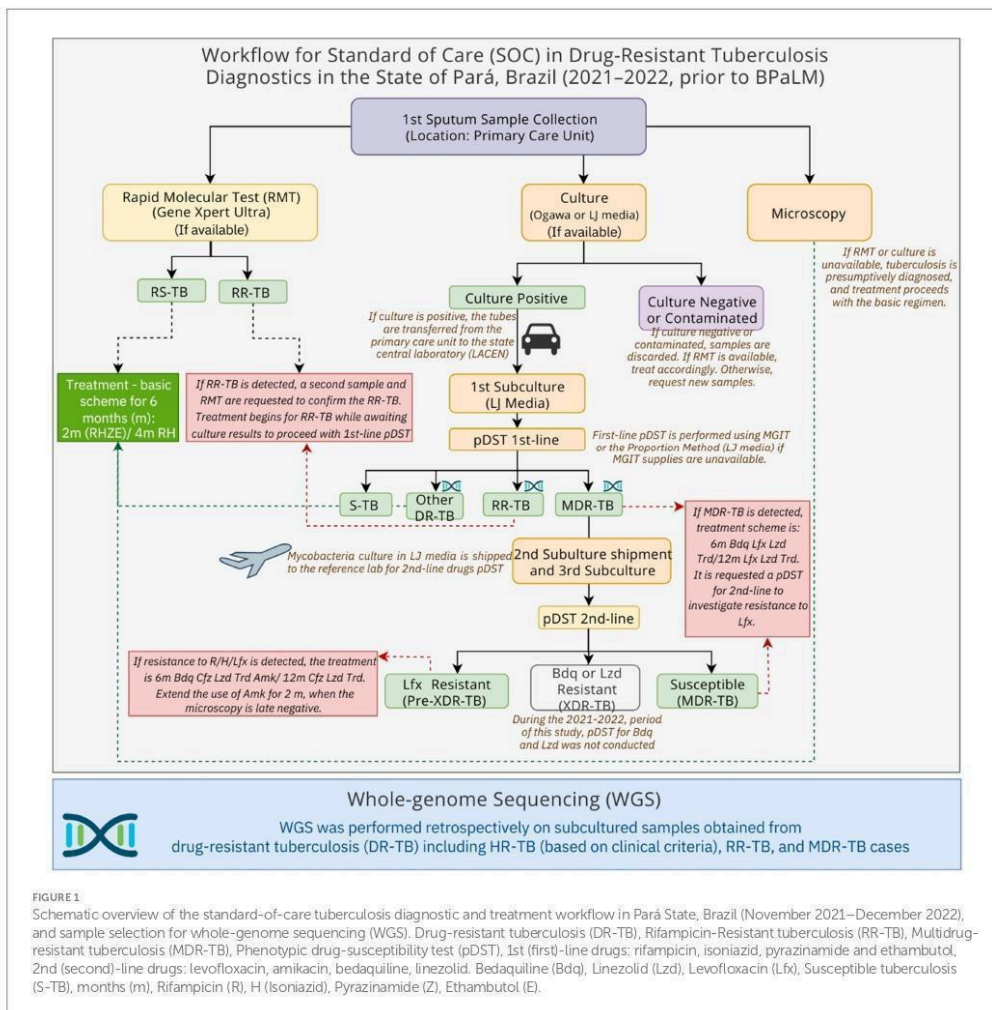 Workflow for Standard of Care (SOC) in Drug-Resistant Tuberculosis
Diagnostics in the State of Pará, Brazil (2021–2022, prior to BPaLM)
1st Sputum Sample Collection
(Location: Primary Care Unit)
Rapid Molecular Test (RMT)
(Gene Xpert Ultra)
(If available)
Culture
(Ogawa or LJ media)
(If available)
Microscopy
If RMT or culture is
unavailable, tuberculosis is
presumptively diagnosed,
and treatment proceeds
with the basic regimen.
RS-TB
RR-TB
Culture Positive
Culture Negative
or Contaminated
If culture is positive, the tubes
are transferred from the
primary care unit to the state
central laboratory (LACEN)
If culture negative or
contaminated, samples are
discarded. If RMT is available,
treat accordingly. Otherwise,
request new samples.
Treatment - basic
scheme for 6
months (m):
2m (RHZE)/ 4m RH
If RR-TB is detected, a second sample and
RMT are requested to confirm the RR-TB.
Treatment begins for RR-TB while awaiting
culture results to proceed with 1st-line pDST
1st Subculture
(LJ Media)
pDST 1st-line
First-line pDST is performed using MGIT
or the Proportion Method (LJ media) if
MGIT supplies are unavailable.
S-TB
Other
DR-TB
RR-TB
MDR-TB
If MDR-TB is detected,
treatment scheme is:
6m Bdq Lfx Lzd
Trd/12m Lfx Lzd Trd.
It is requested a pDST
for 2nd-line to
investigate resistance to
Lfx.
Mycobacteria culture in LJ media is shipped
to the reference lab for 2nd-line drugs pDST
2nd Subulture shipment
and 3rd Subculture
pDST 2nd-line
If resistance to R/H/Lfx is detected, the treatment
is 6m Bdq Cfz Lzd Trd Amk/ 12m Cfz Lzd Trd.
Extend the use of Amk for 2 m, when the
microscopy is late negative.
Lfx Resistant
(Pre-XDR-TB)
Bdq or Lzd
Resistant
(XDR-TB)
Susceptible
(MDR-TB)
During the 2021-2022, period
of this study, pDST for Bdq
and Lzd was not conducted
Whole-genome Sequencing (WGS)
WGS was performed retrospectively on subcultured samples obtained from
drug-resistant tuberculosis (DR-TB) including HR-TB (based on clinical criteria), RR-TB, and MDR-TB cases
FIGURE 1
Schematic overview of the standard-of-care tuberculosis diagnostic and treatment workflow in Pará State, Brazil (November 2021–December 2022),
and sample selection for whole-genome sequencing (WGS). Drug-resistant tuberculosis (DR-TB), Rifampicin-Resistant tuberculosis (RR-TB), Multidrug-
resistant tuberculosis (MDR-TB), Phenotypic drug-susceptibility test (pDST), 1st (first)-line drugs: rifampicin, isoniazid, pyrazinamide and ethambutol,
2nd (second)-line drugs: levofloxacin, amikacin, bedaquiline, linezolid. Bedaquiline (Bdq), Linezolid (Lzd), Levofloxacin (Lfx), Susceptible tuberculosis
(S-TB), months (m), Rifampicin (R), H (Isoniazid), Pyrazinamide (Z), Ethambutol (E).